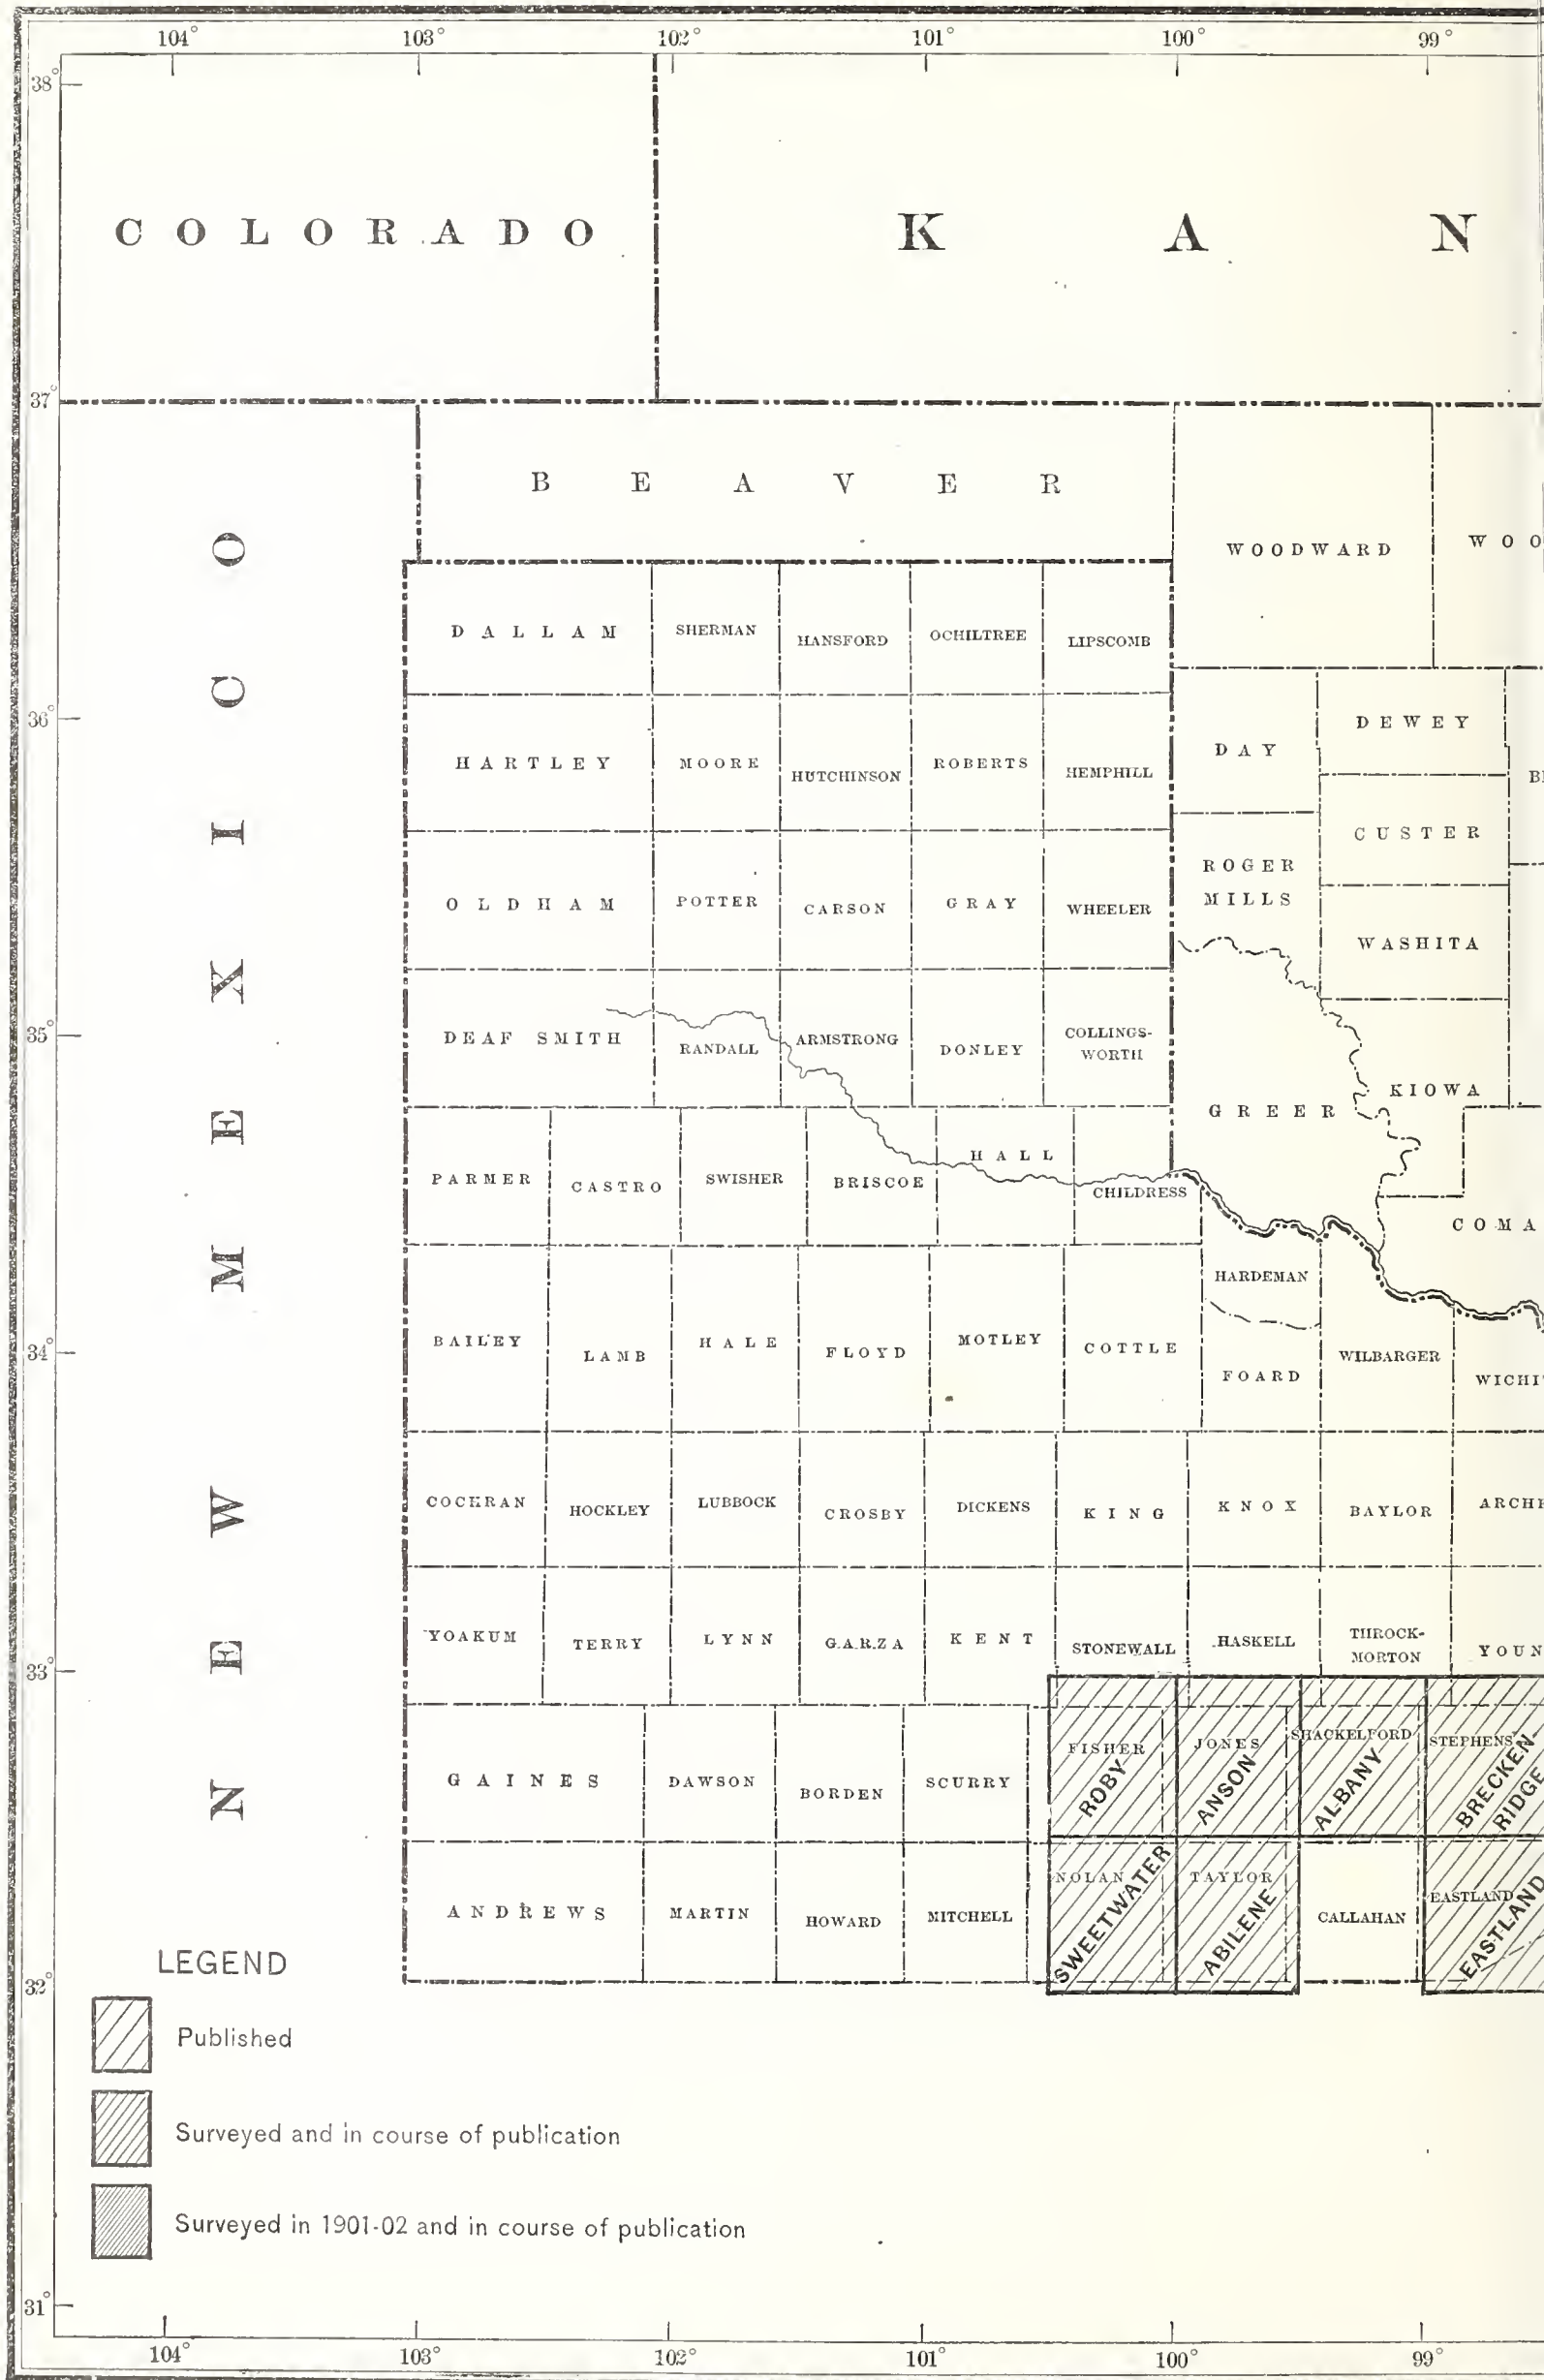 104° 103° 102° 101° 100° 99°
38°
COLORADO K A N
37°
BEAVER
WOODWARD WOO
NEW MEXICO
DALLAM SHERMAN HANSFORD OCHILTREE LIPSCOMB
36°
DAY DEWEY
HARTLEY MOORE HUTCHINSON ROBERTS HEMPHILL
CUSTER
ROGER
MILLS
OLDHAM POTTER CARSON GRAY WHEELER
WASHITA
35°
DEAF SMITH RANDALL ARMSTRONG DONLEY COLLINGS-
WORTH
KIOWA
GREER
PARMER CASTRO SWISHER BRISCOE HALL CHILDRESS
COMA
HARDEMAN
34°
BAILEY LAMB HALE FLOYD MOTLEY COTTLE FOARD WILBARGER WICHI
COCHRAN HOCKLEY LUBBOCK CROSBY DICKENS KING KNOX BAYLOR ARCH
YOAKUM TERRY LYNN GARZA KENT STONEWALL HASKELL THROCK-
MORTON YOUN
33°
FISHER JONES SHACKELFORD STEPHENS
GAINES DAWSON BORDEN SCURRY ROBY ANSON ALBANY BRECKEN-
RIDGE
NOLAN TAYLOR EASTLAND
ANDREWS MARTIN HOWARD MITCHELL SWEETWATER ABILENE CALLAHAN EASTLAND
LEGEND
32°
Published
Surveyed and in course of publication
Surveyed in 1901-02 and in course of publication
31°
104° 103° 102° 101° 100° 99°